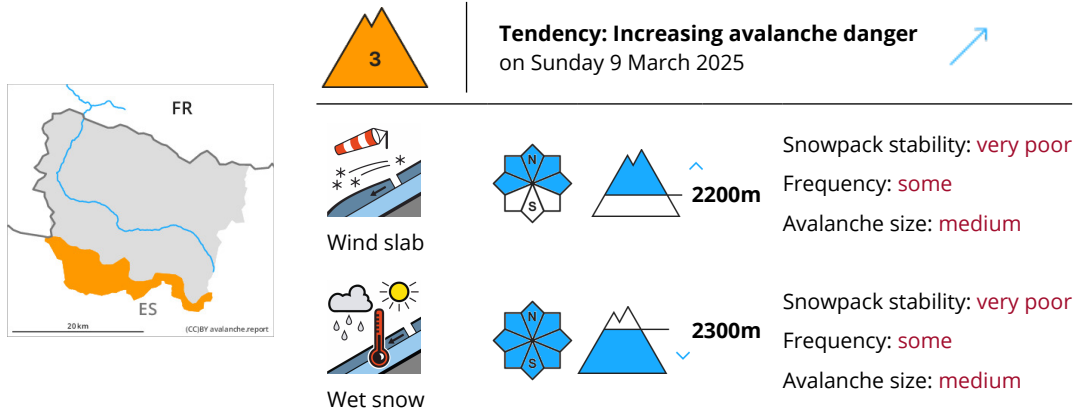 3
Tendency: Increasing avalanche danger
on Sunday 9 March 2025
FR
ES
20 km
(CC)BY avalanche.report
Wind slab
N
S
2200m
Snowpack stability: very poor
Frequency: some
Avalanche size: medium
Wet snow
N
S
2300m
Snowpack stability: very poor
Frequency: some
Avalanche size: medium